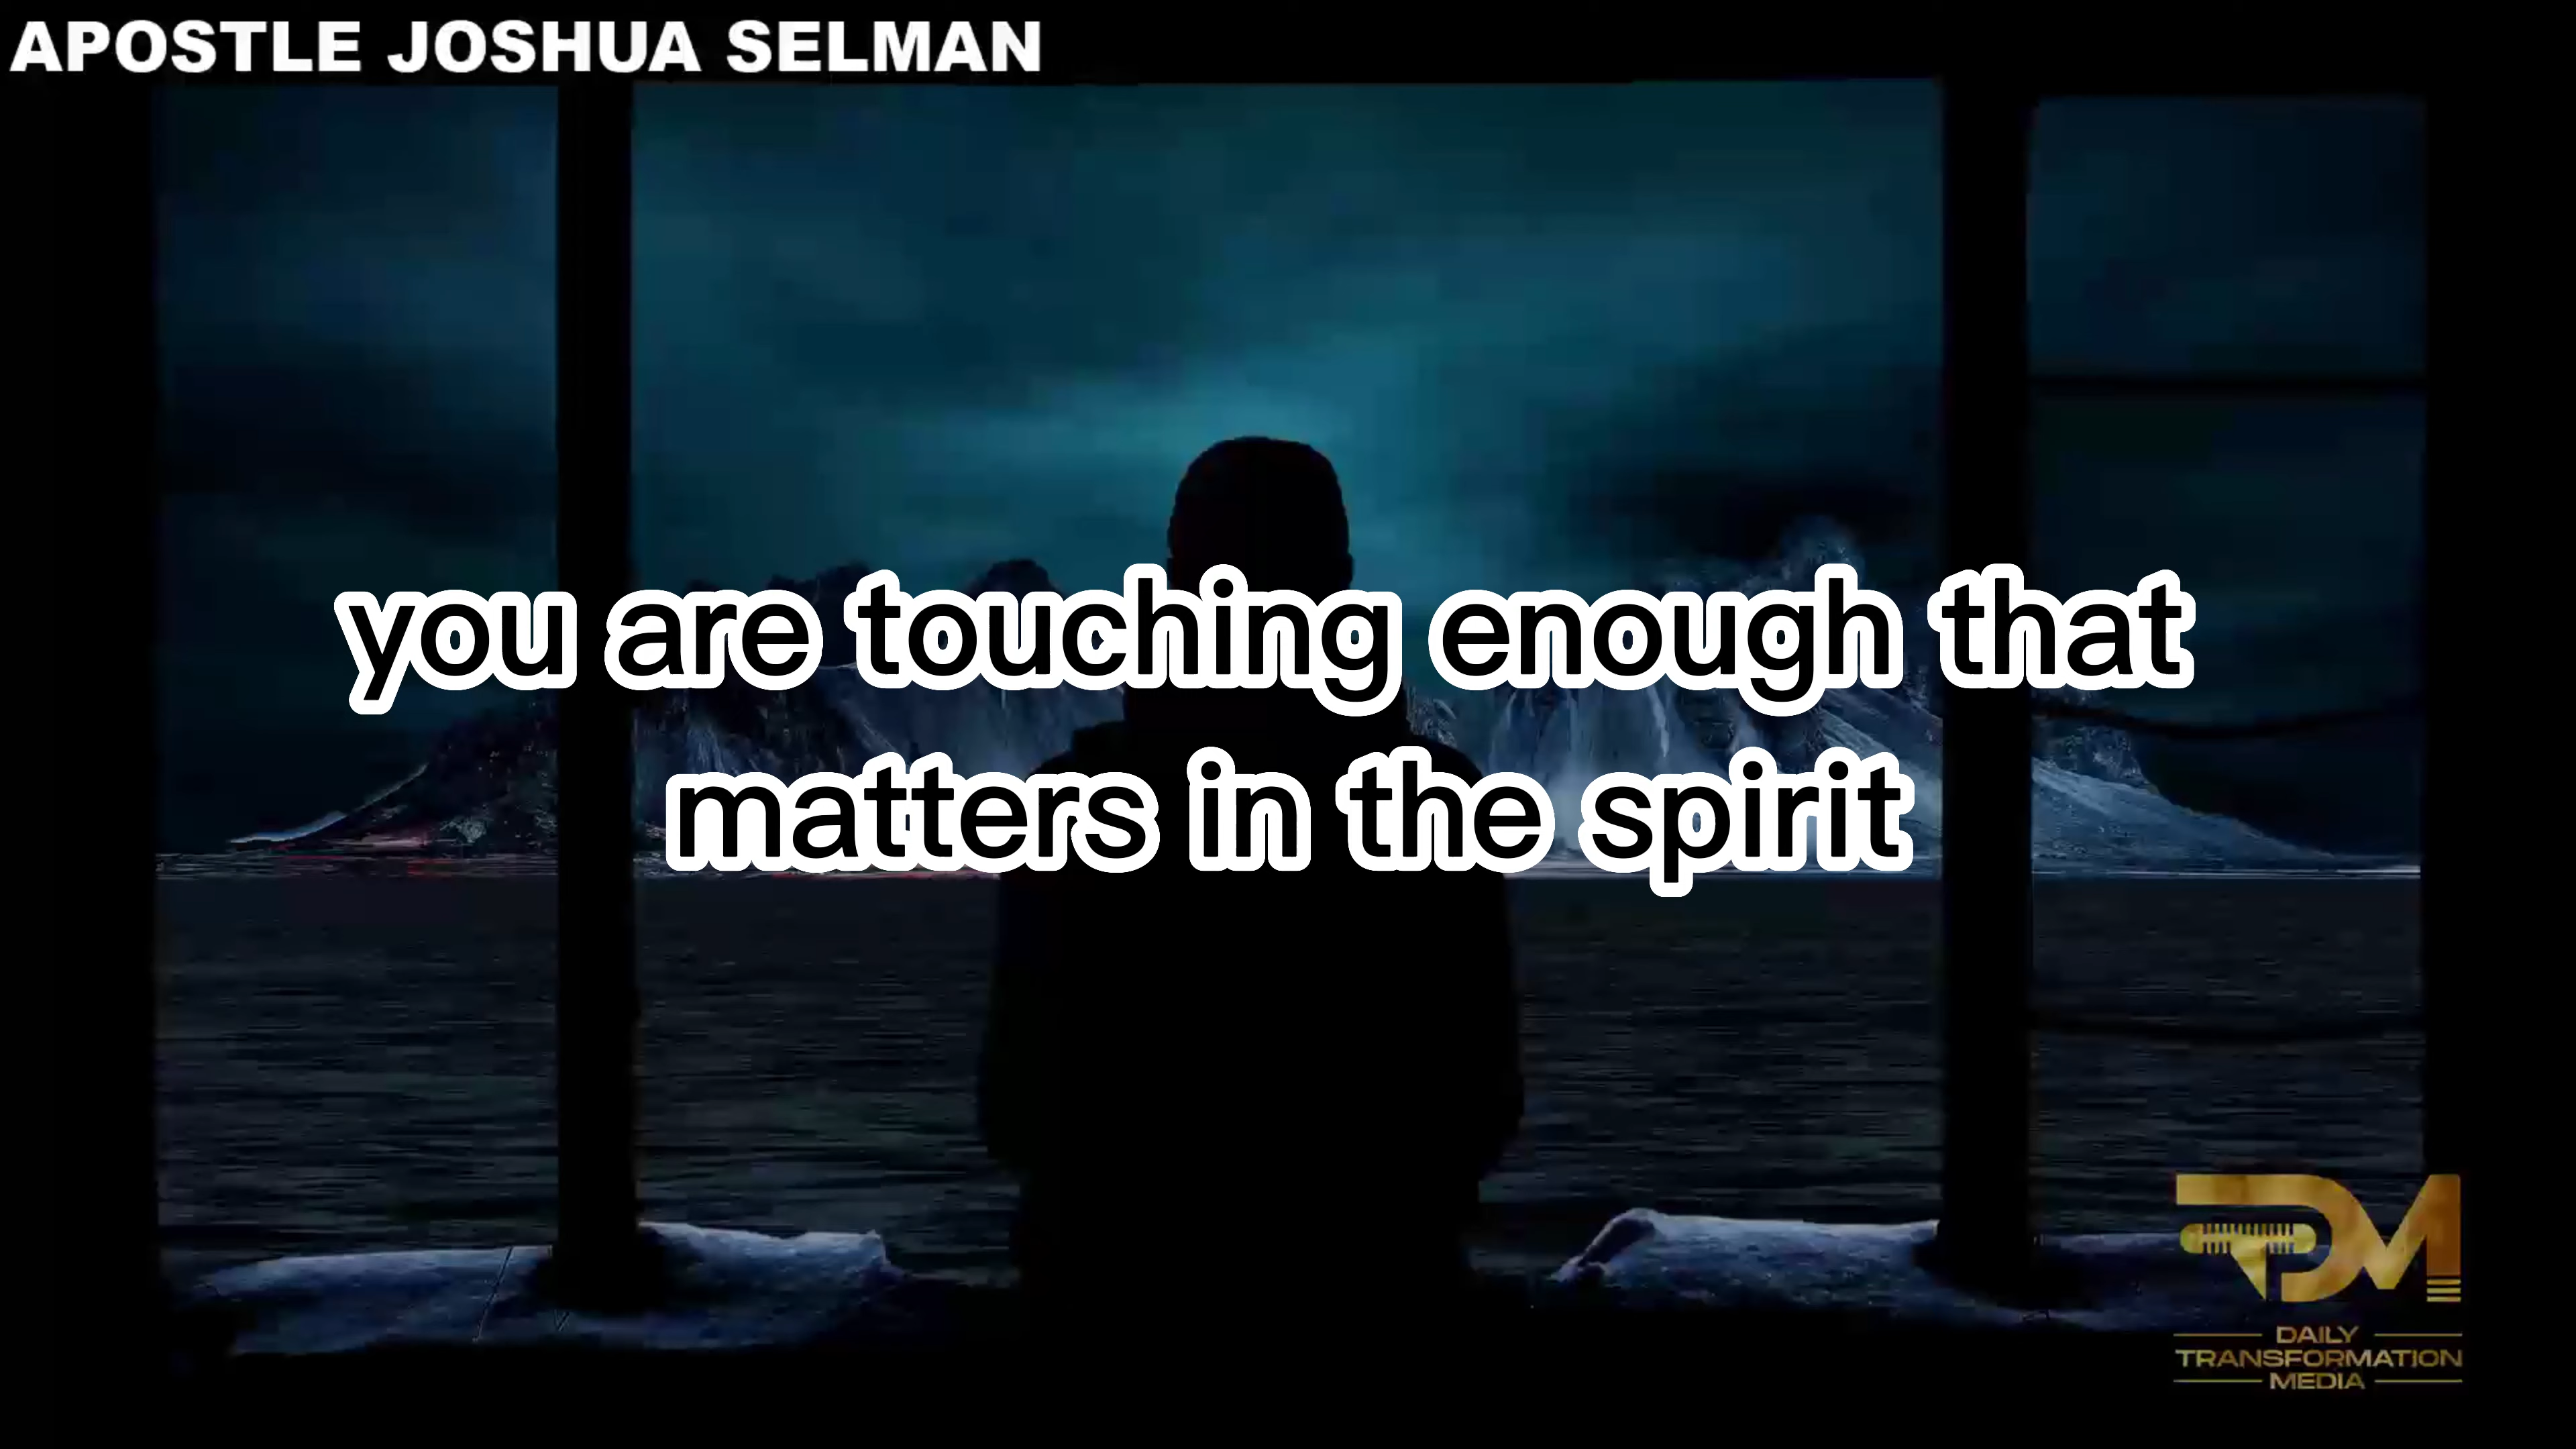 APOSTLE JOSHUA SELMAN
you are touching enough that
matters in the spirit
DAILY
TRANSFORMATION
MEDIA